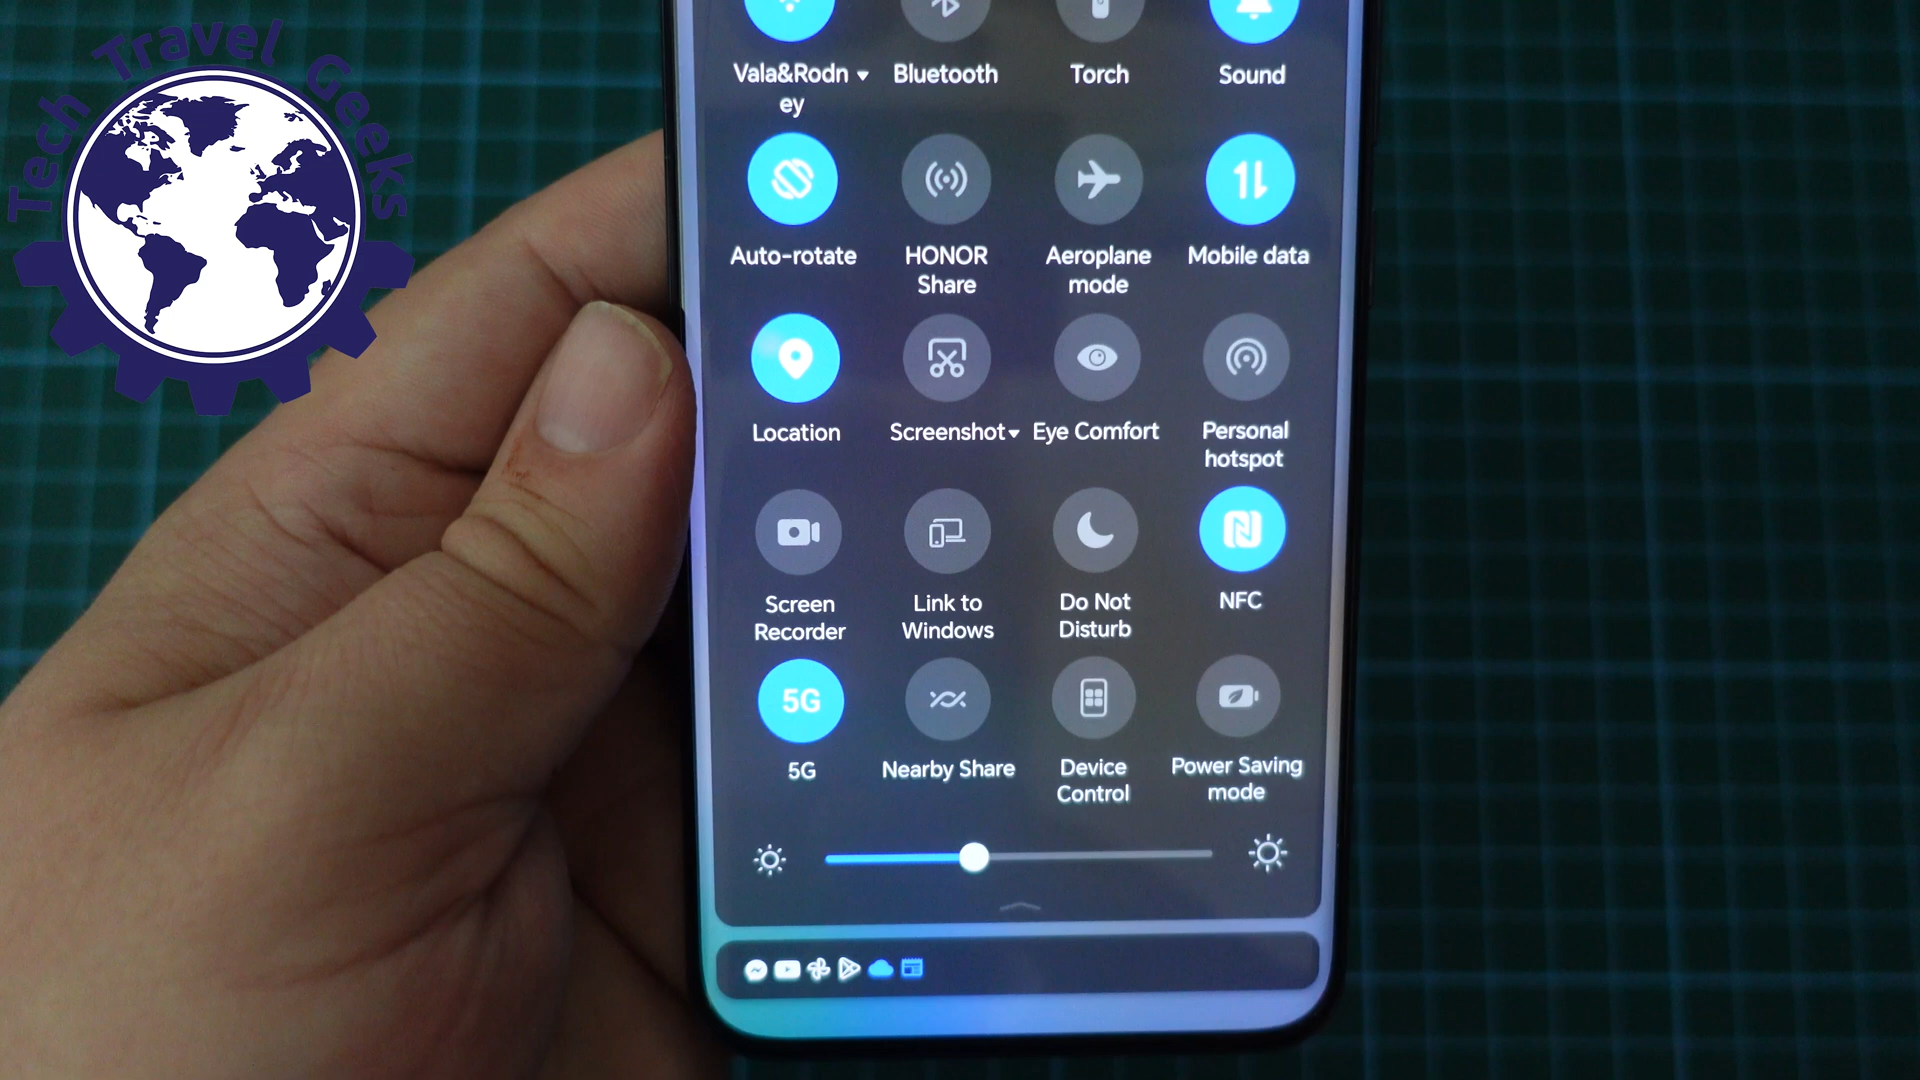 Tech Travel Geeks
Vala&Rodn
ey
Bluetooth
Torch
Sound
Auto-rotate
HONOR
Share
Aeroplane
mode
Mobile data
Location
Screenshot
Eye Comfort
Personal
hotspot
Screen
Recorder
Link to
Windows
Do Not
Disturb
NFC
5G
5G
Nearby Share
Device
Control
Power Saving
mode